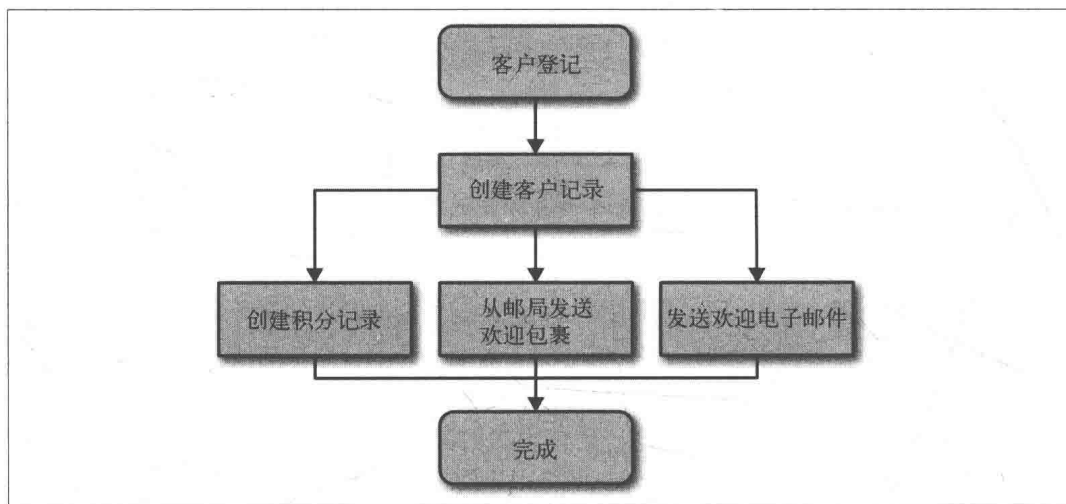 客户登记
创建客户记录
创建积分记录
从邮局发送
欢迎包裹
发送欢迎电子邮件
完成